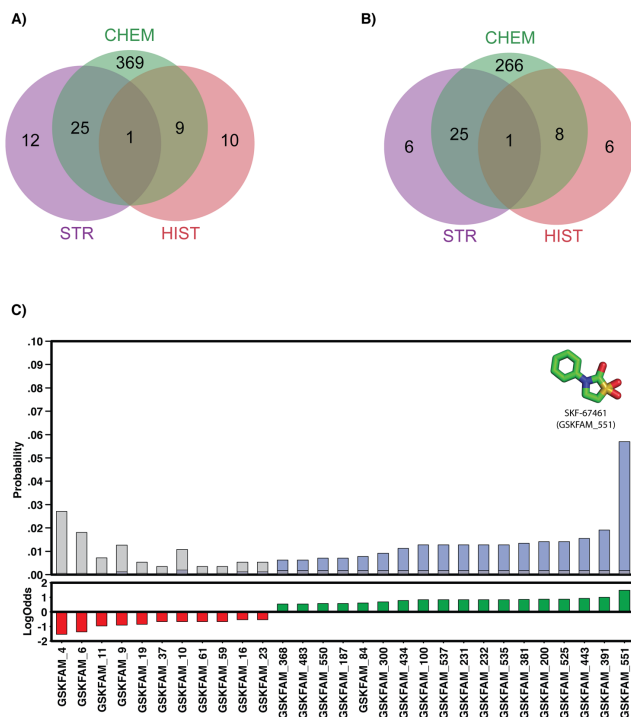 A)
CHEM
369
12
25
1
9
10
STR
HIST
B)
CHEM
266
6
25
1
8
6
STR
HIST
C)
Probability
.10
.09
.08
.07
.06
.05
.04
.03
.02
.01
.00
SKF-67461
(GSKFAM_551)
LogOdds
2
1
0
-1
-2
GSKFAM_4
GSKFAM_6
GSKFAM_11
GSKFAM_9
GSKFAM_19
GSKFAM_37
GSKFAM_10
GSKFAM_61
GSKFAM_59
GSKFAM_16
GSKFAM_23
GSKFAM_368
GSKFAM_483
GSKFAM_550
GSKFAM_187
GSKFAM_84
GSKFAM_300
GSKFAM_434
GSKFAM_100
GSKFAM_537
GSKFAM_231
GSKFAM_232
GSKFAM_535
GSKFAM_381
GSKFAM_200
GSKFAM_525
GSKFAM_443
GSKFAM_391
GSKFAM_551